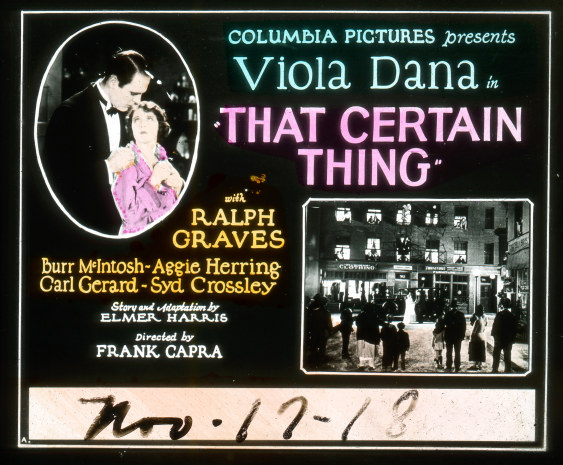 COLUMBIA PICTURES presents
Viola Dana in
"THAT CERTAIN
THING"
with
RALPH
GRAVES
Burr McIntosh - Aggie Herring
Carl Gerard - Syd Crossley
Story and Adaptation by
ELMER HARRIS
Directed by
FRANK CAPRA
CLOTHING
Nov. 17-18
A.